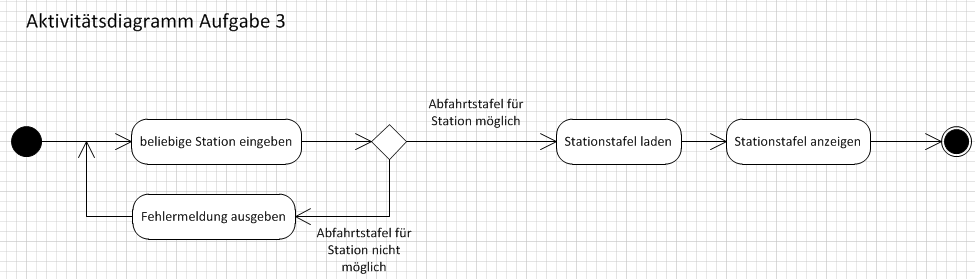 Aktivitätsdiagramm Aufgabe 3
Abfahrtstafel für
Station möglich
beliebige Station eingeben
Stationstafel laden
Stationstafel anzeigen
Fehlermeldung ausgeben
Abfahrtstafel für
Station nicht
möglich